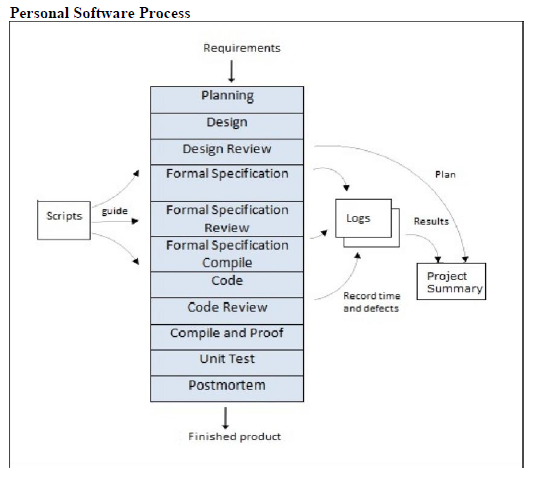 Personal Software Process
Requirements
Planning
Design
Design Review
Formal Specification
Formal Specification
Review
Formal Specification
Compile
Code
Code Review
Compile and Proof
Unit Test
Postmortem
Finished product
Scripts
guide
Logs
Record time
and defects
Plan
Results
Project
Summary